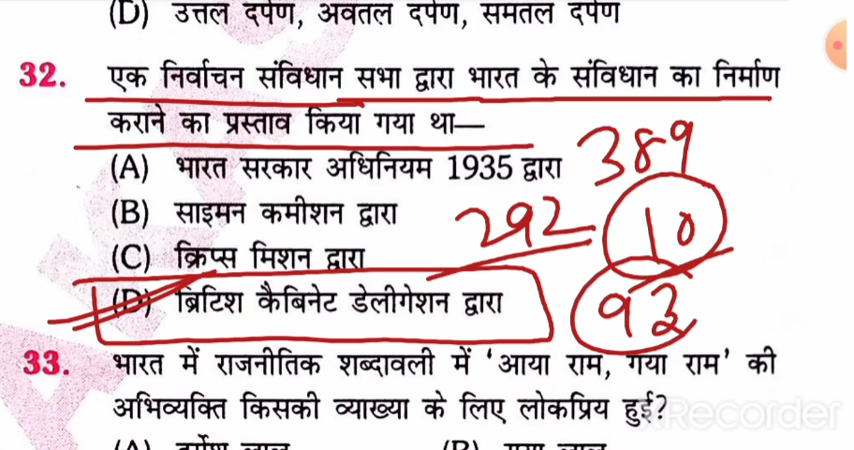 (D) उत्तल दर्पण, अवतल दर्पण, समतल दर्पण
32. एक निर्वाचन संविधान सभा द्वारा भारत के संविधान का निर्माण
कराने का प्रस्ताव किया गया था—
(A) भारत सरकार अधिनियम 1935 द्वारा
389
(B) साइमन कमीशन द्वारा
292 10
(C) क्रिप्स मिशन द्वारा
(D) ब्रिटिश कैबिनेट डेलीगेशन द्वारा
93
33. भारत में राजनीतिक शब्दावली में 'आया राम, गया राम' की
अभिव्यक्ति किसकी व्याख्या के लिए लोकप्रिय हुई?
Recorder